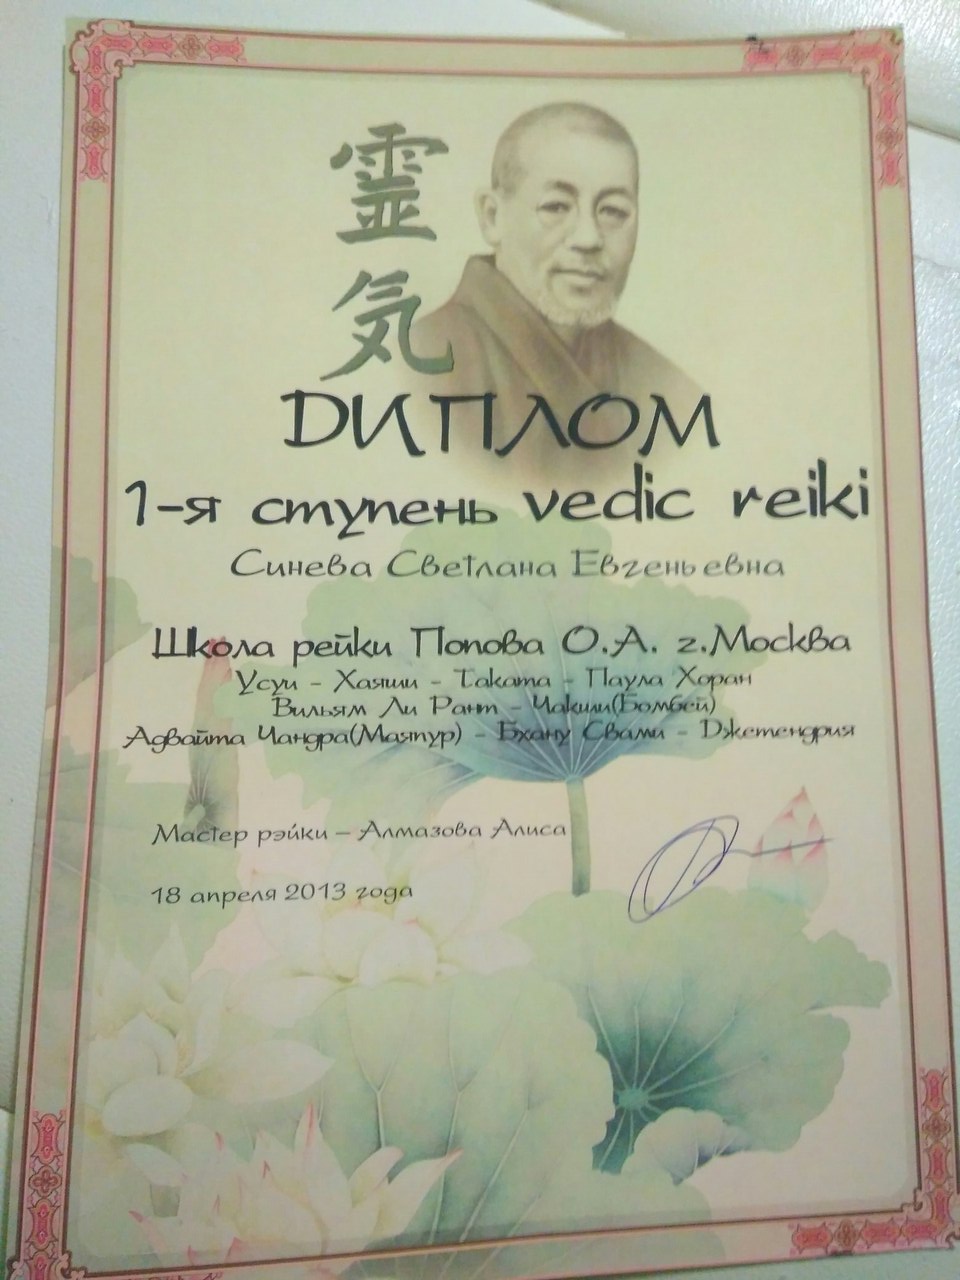 靈
気
ДИПЛОМ
1-я ступень vedic reiki
Синева Светлана Евгеньевна
Школа рейки Попова О.А. г.Москва
Усуи - Хаяши - Таката - Паула Хоран
Вильям Ли Рант - Чакили(Бомбей)
Адвайта Чандра(Маяпур) - Бхану Свами - Джетендрия
Мастер рэйки – Алмазова Алиса
18 апреля 2013 года